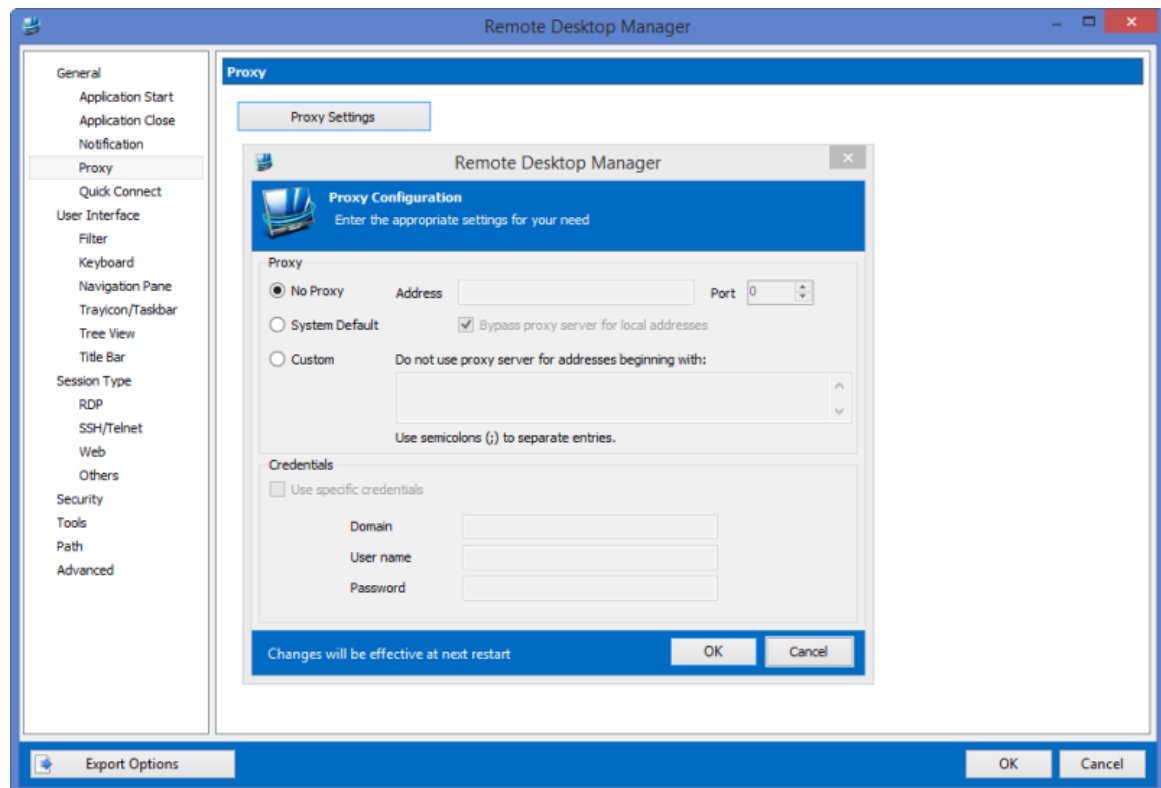 Remote Desktop Manager
General
Application Start
Application Close
Notification
Proxy
Quick Connect
User Interface
Filter
Keyboard
Navigation Pane
Trayicon/Taskbar
Tree View
Title Bar
Session Type
RDP
SSH/Telnet
Web
Others
Security
Tools
Path
Advanced
Proxy
Proxy Settings
Remote Desktop Manager
Proxy Configuration
Enter the appropriate settings for your need
Proxy
No Proxy Address Port 0
System Default Bypass proxy server for local addresses
Custom Do not use proxy server for addresses beginning with:
Use semicolons (;) to separate entries.
Credentials
Use specific credentials
Domain
User name
Password
Changes will be effective at next restart OK Cancel
Export Options OK Cancel